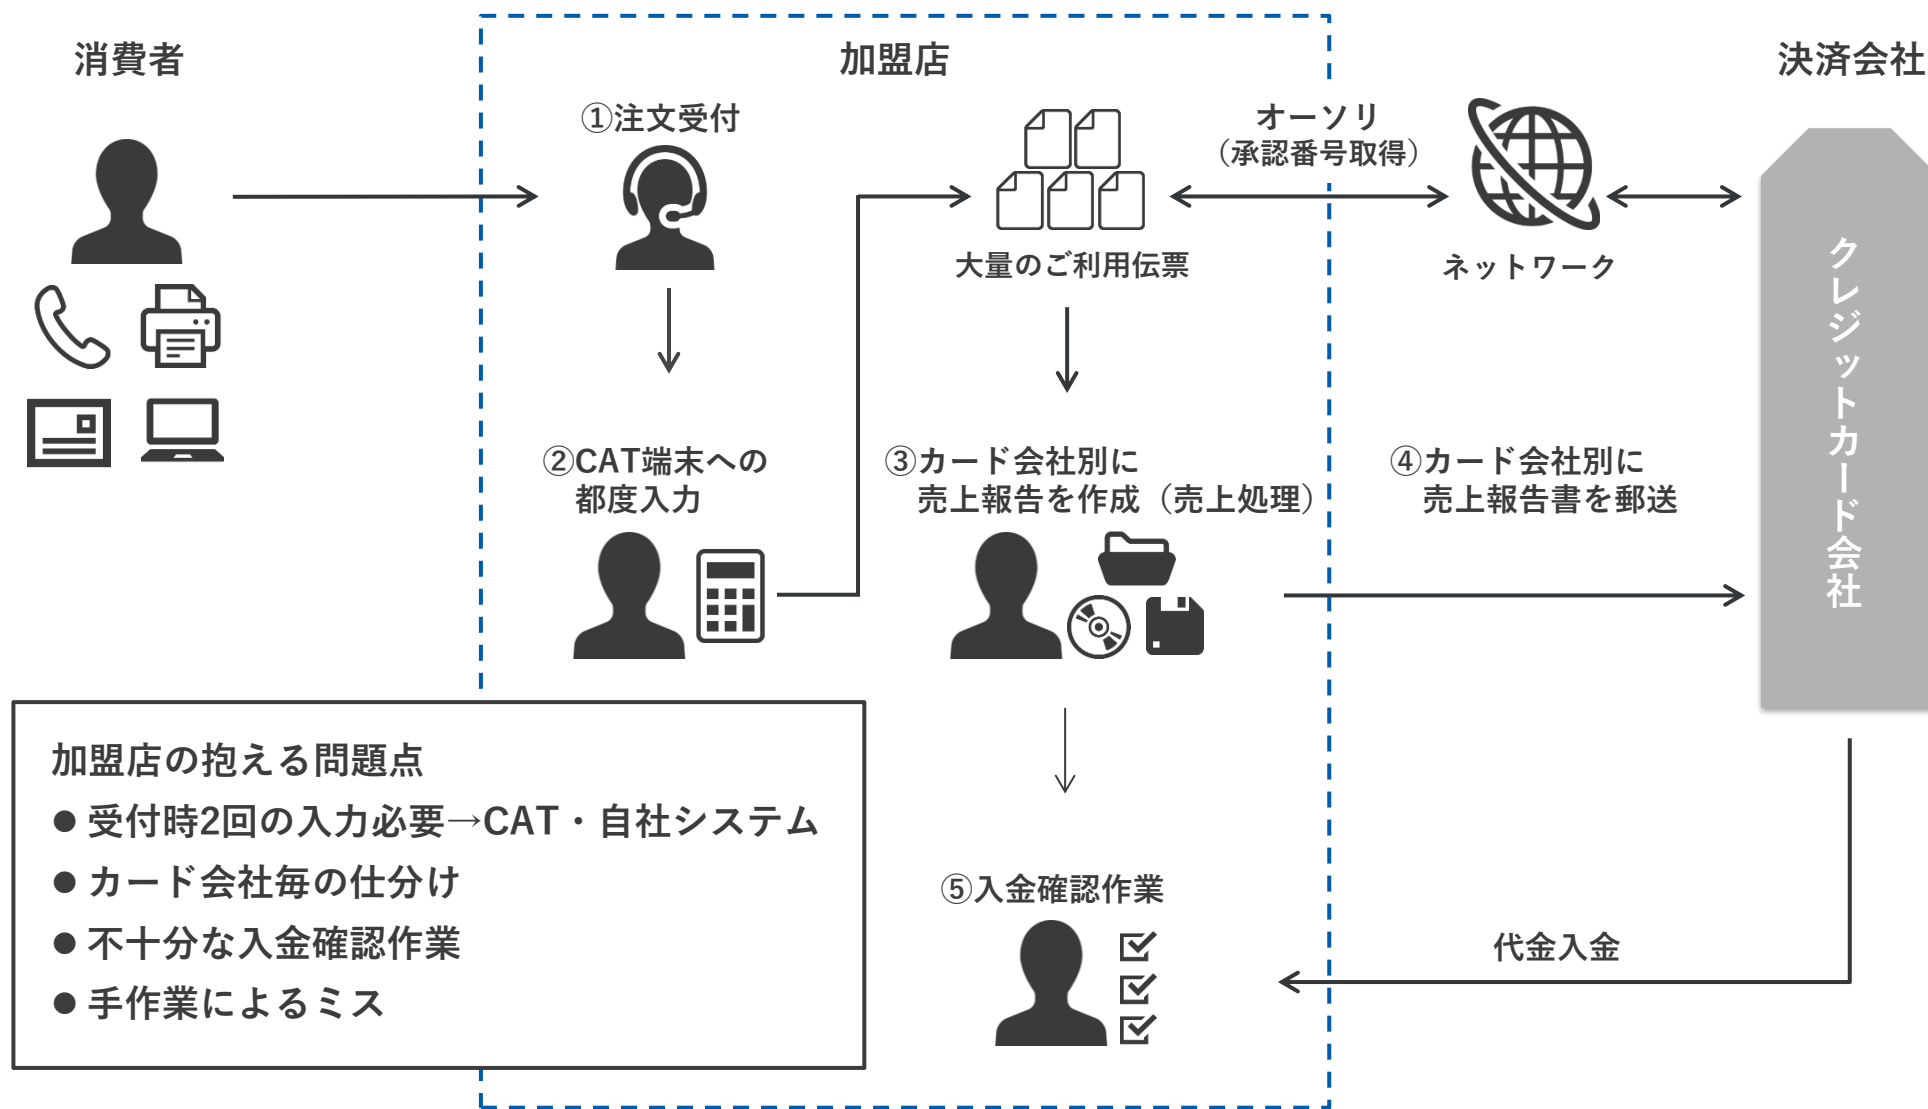 消費者
加盟店
決済会社
①注文受付
オーソリ
（承認番号取得）
大量のご利用伝票
ネットワーク
クレジットカード会社
②CAT端末への
都度入力
③カード会社別に
売上報告を作成（売上処理）
④カード会社別に
売上報告書を郵送
加盟店の抱える問題点
● 受付時2回の入力必要→CAT・自社システム
● カード会社毎の仕分け
● 不十分な入金確認作業
● 手作業によるミス
⑤入金確認作業
代金入金